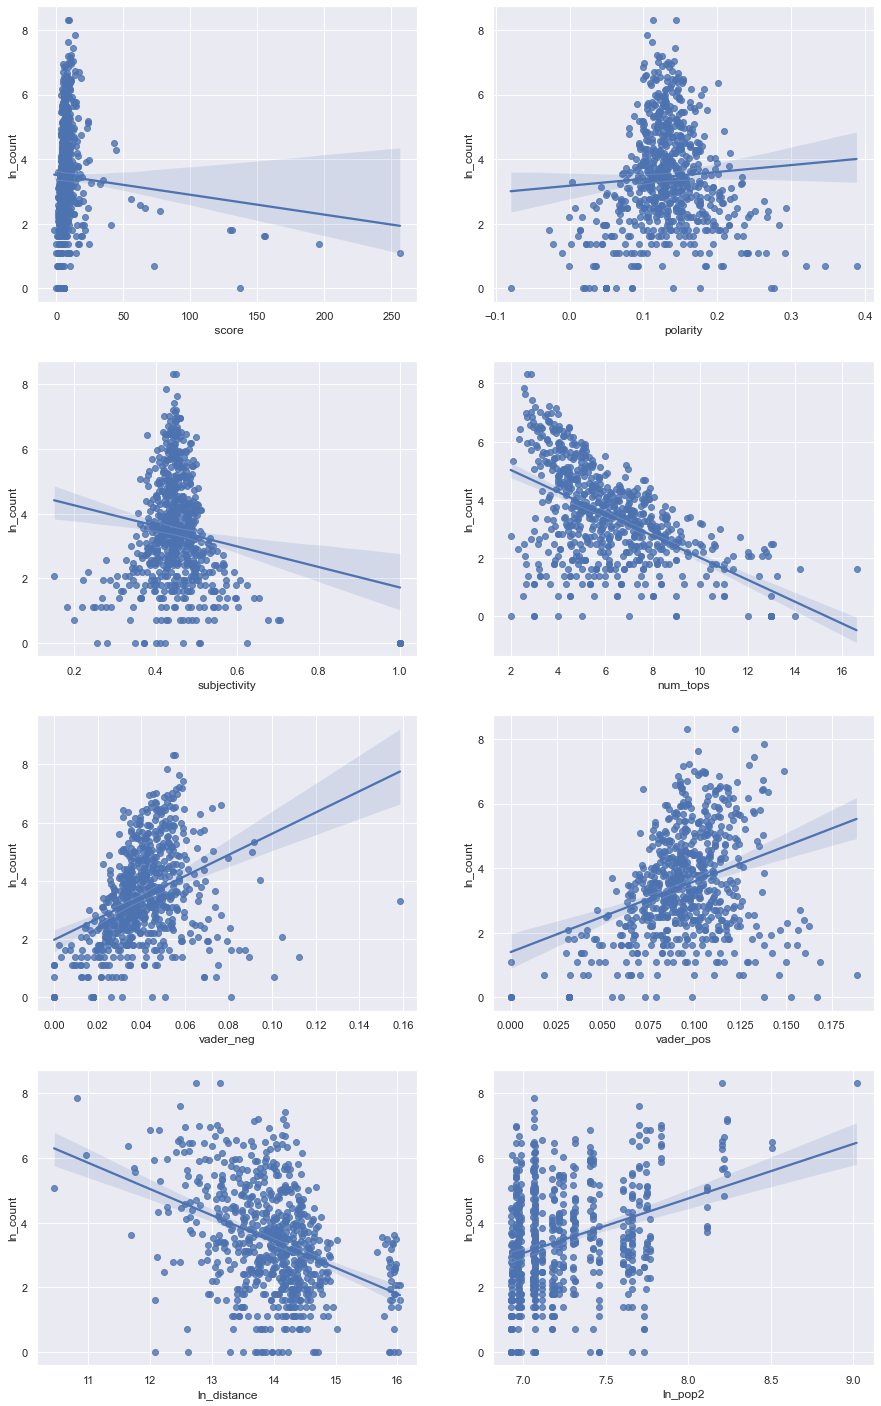 8
6
4
2
0
ln_count
0 50 100 150 200 250
score
8
6
4
2
0
ln_count
−0.1 0.0 0.1 0.2 0.3 0.4
polarity
8
6
4
2
0
ln_count
0.2 0.4 0.6 0.8 1.0
subjectivity
8
6
4
2
0
ln_count
2 4 6 8 10 12 14 16
num_tops
8
6
4
2
0
ln_count
0.00 0.02 0.04 0.06 0.08 0.10 0.12 0.14 0.16
vader_neg
8
6
4
2
0
ln_count
0.000 0.025 0.050 0.075 0.100 0.125 0.150 0.175
vader_pos
8
6
4
2
0
ln_count
11 12 13 14 15 16
ln_distance
8
6
4
2
0
ln_count
7.0 7.5 8.0 8.5 9.0
ln_pop2